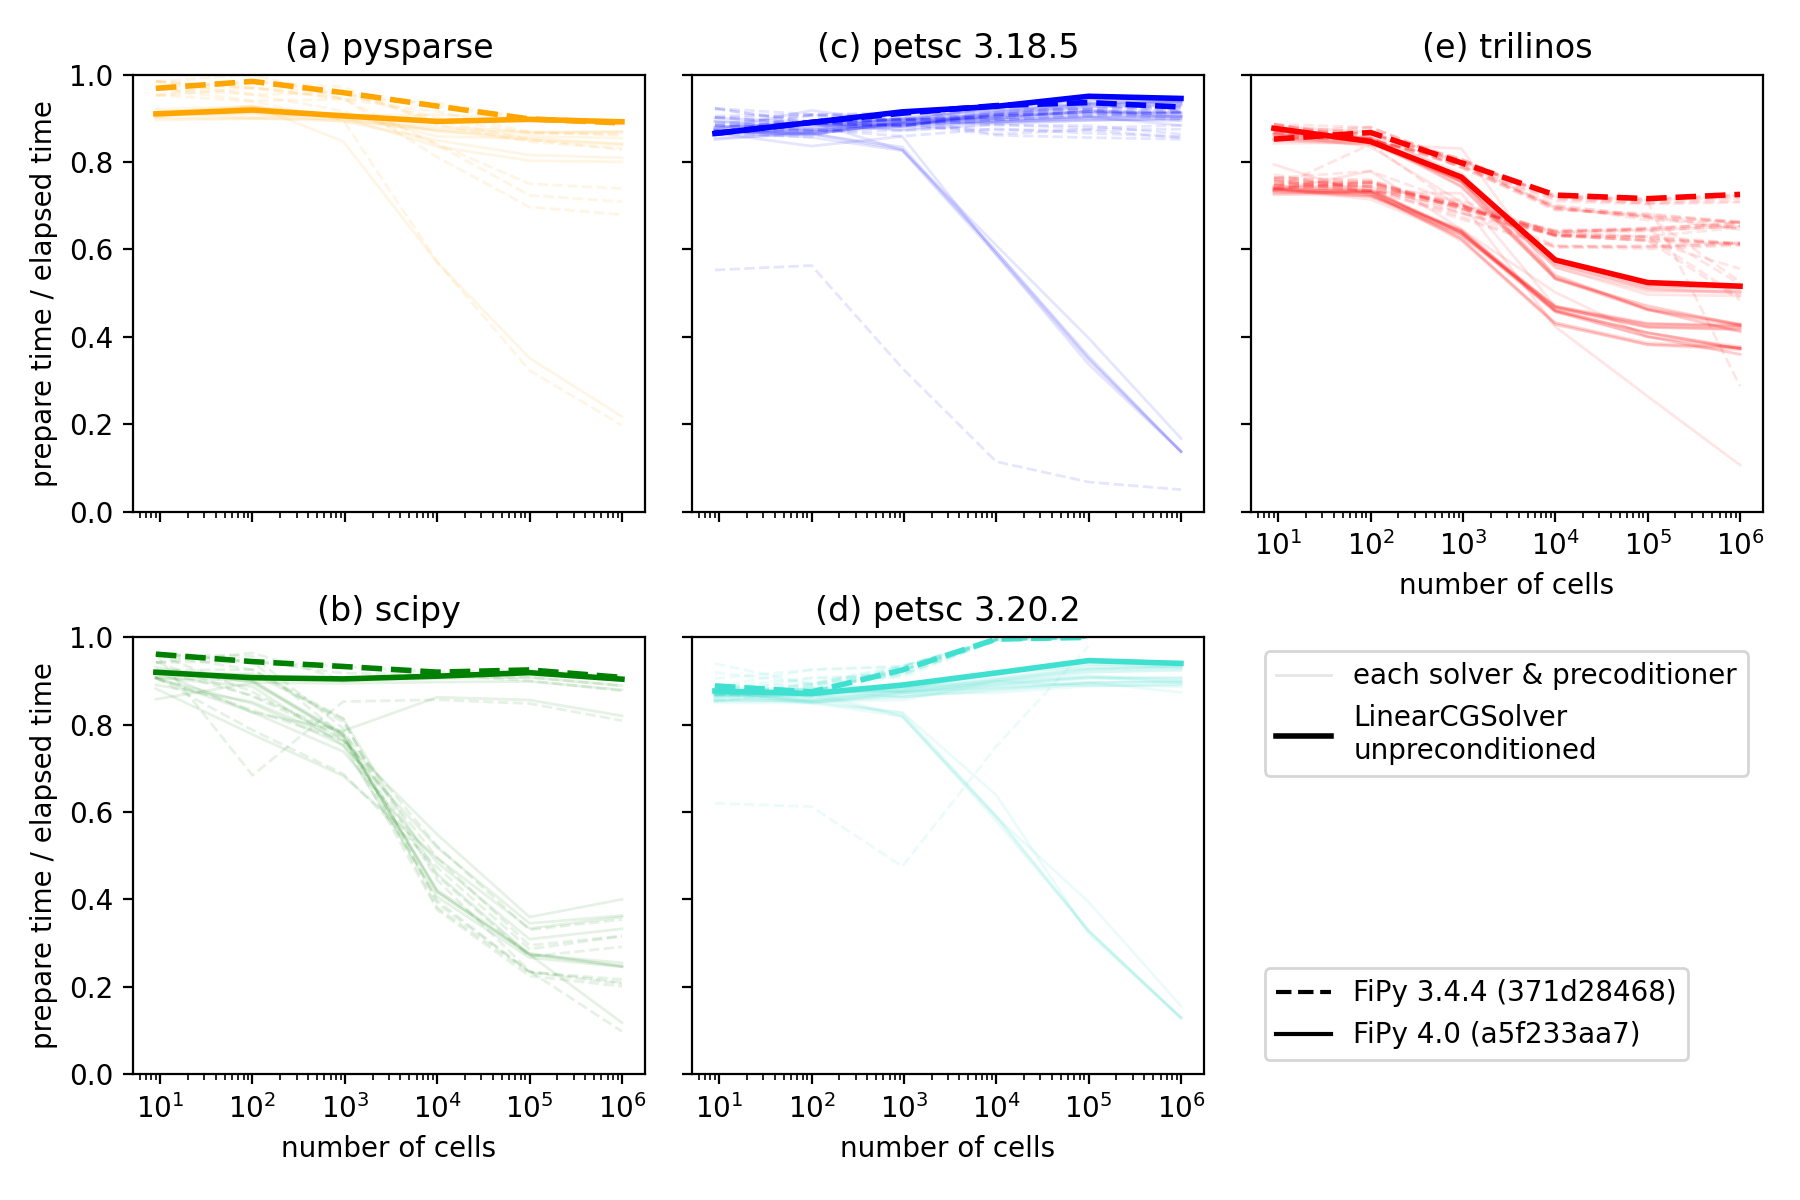 (a) pysparse
(c) petsc 3.18.5
(e) trilinos
prepare time / elapsed time
1.0
0.8
0.6
0.4
0.2
0.0
10¹ 10² 10³ 10⁴ 10⁵ 10⁶
number of cells
(b) scipy
(d) petsc 3.20.2
prepare time / elapsed time
1.0
0.8
0.6
0.4
0.2
0.0
10¹ 10² 10³ 10⁴ 10⁵ 10⁶
number of cells
10¹ 10² 10³ 10⁴ 10⁵ 10⁶
number of cells
each solver & precoditioner
LinearCGSolver
unpreconditioned
FiPy 3.4.4 (371d28468)
FiPy 4.0 (a5f233aa7)